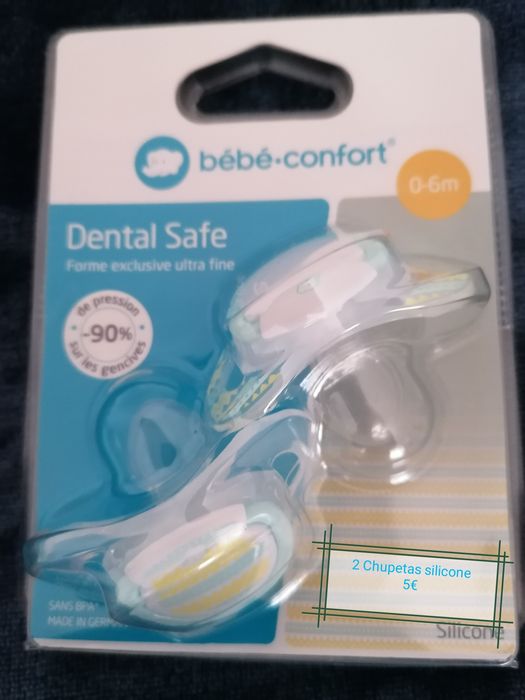 bébé·confort®
0-6m
Dental Safe
Forme exclusive ultra fine
de pression
-90%
sur les gencives
2 Chupetas silicone
5€
SANS BPA*
MADE IN
Silicone